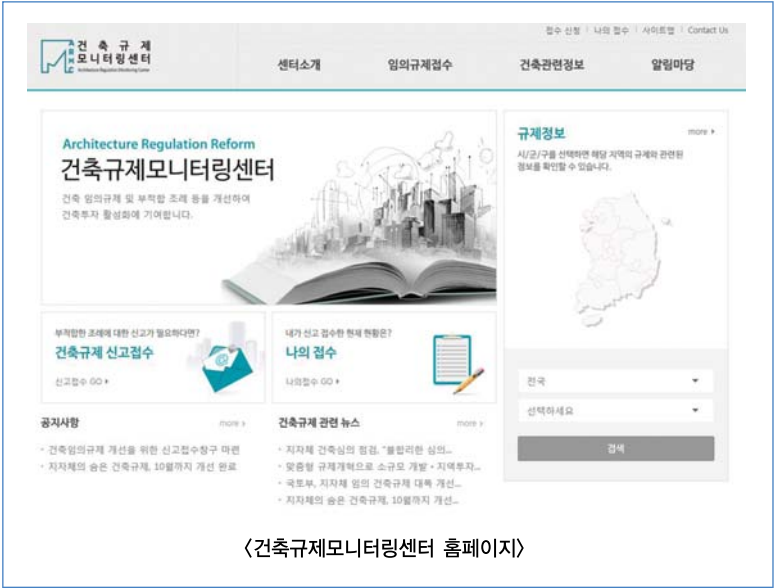 접수 신청 | 나의 접수 | 사이트맵 | Contact Us
건 축 규 제
모니터링센터
ARMC
Architecture Regulation Monitoring Center
센터소개 임의규제접수 건축관련정보 알림마당
Architecture Regulation Reform
건축규제모니터링센터
건축 임의규제 및 부적합 조례 등을 개선하여
건축투자 활성화에 기여합니다.
규제정보 more
시/군/구를 선택하면 해당 지역의 규제와 관련된
정보를 확인할 수 있습니다.
전국
선택하세요
검색
부적합한 조례에 대한 신고가 필요하다면?
건축규제 신고접수
신고접수 GO
내가 신고 접수한 현재 현황은?
나의 접수
나의접수 GO
공지사항 more
· 건축임의규제 개선을 위한 신고접수창구 마련
· 지자체의 숨은 건축규제, 10월까지 개선 완료
건축규제 관련 뉴스 more
· 지자체 건축심의 점검, "불합리한 심의...
· 맞춤형 규제개혁으로 소규모 개발·지역투자...
· 국토부, 지자체 임의 건축규제 대폭 개선...
· 지자체의 숨은 건축규제, 10월까지 개선...
〈건축규제모니터링센터 홈페이지〉